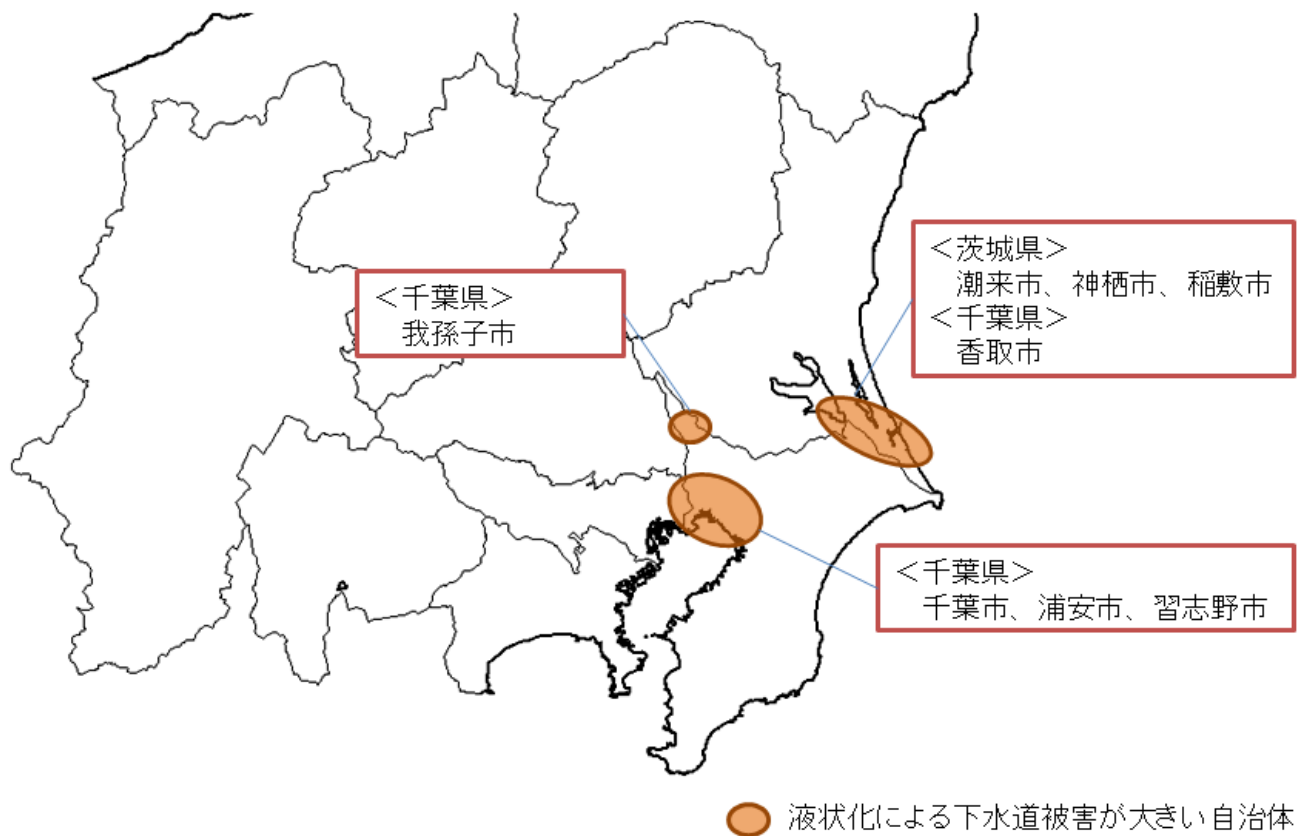 ＜茨城県＞
潮来市、神栖市、稲敷市
＜千葉県＞
香取市
＜千葉県＞
我孫子市
＜千葉県＞
千葉市、浦安市、習志野市
液状化による下水道被害が大きい自治体